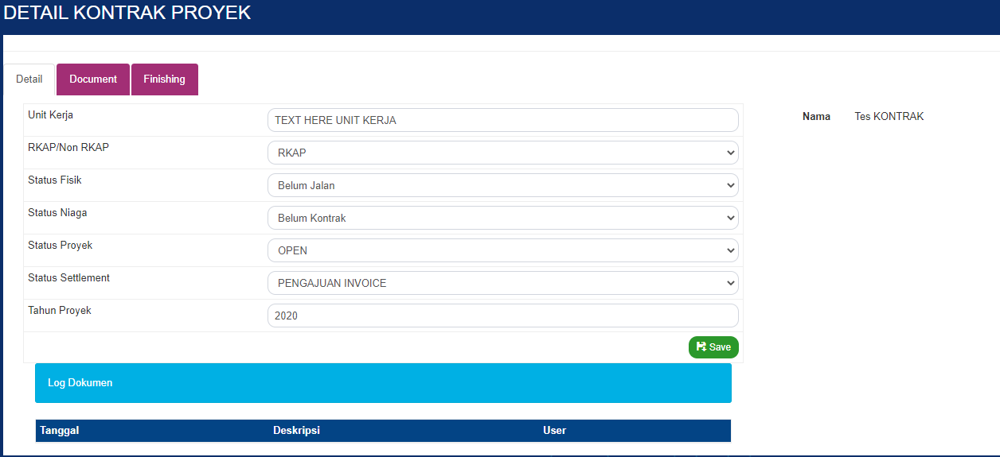 DETAIL KONTRAK PROYEK
Detail Document Finishing
Unit Kerja TEXT HERE UNIT KERJA
Nama Tes KONTRAK
RKAP/Non RKAP RKAP
Status Fisik Belum Jalan
Status Niaga Belum Kontrak
Status Proyek OPEN
Status Settlement PENGAJUAN INVOICE
Tahun Proyek 2020
Save
Log Dokumen
Tanggal Deskripsi User